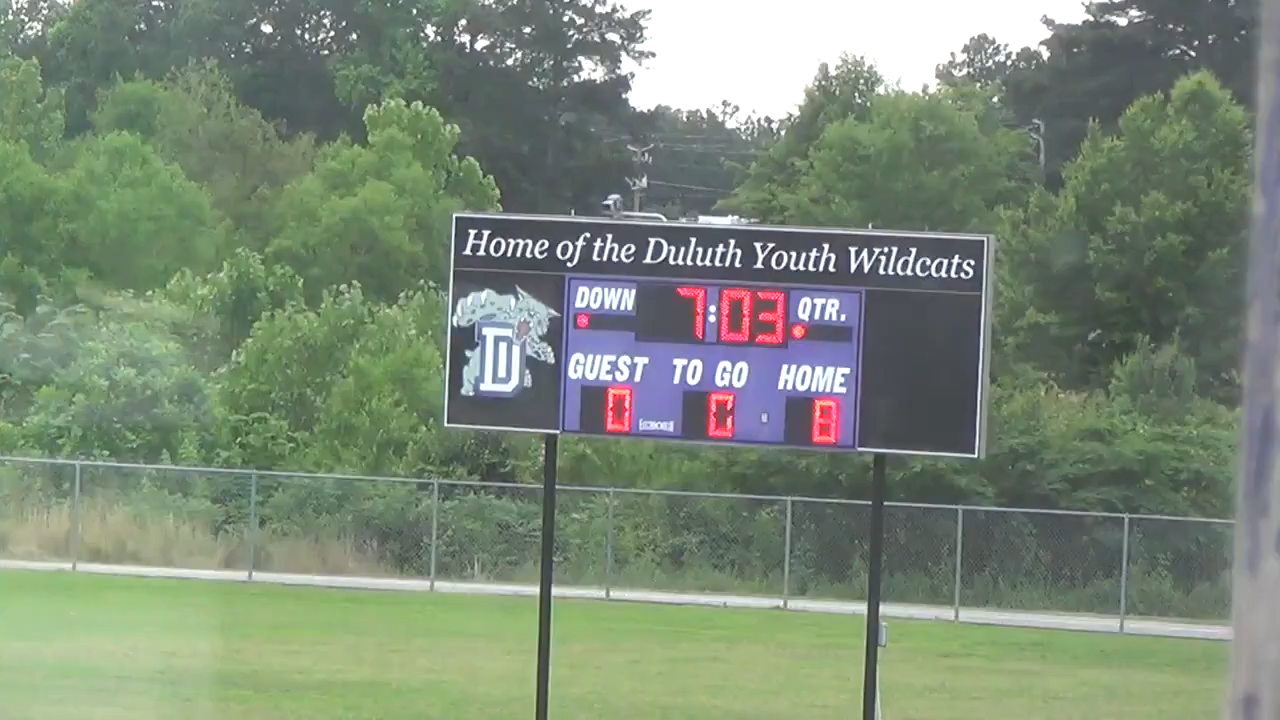 Home of the Duluth Youth Wildcats
DOWN 7:03 QTR.
D
GUEST TO GO HOME
0 0 8